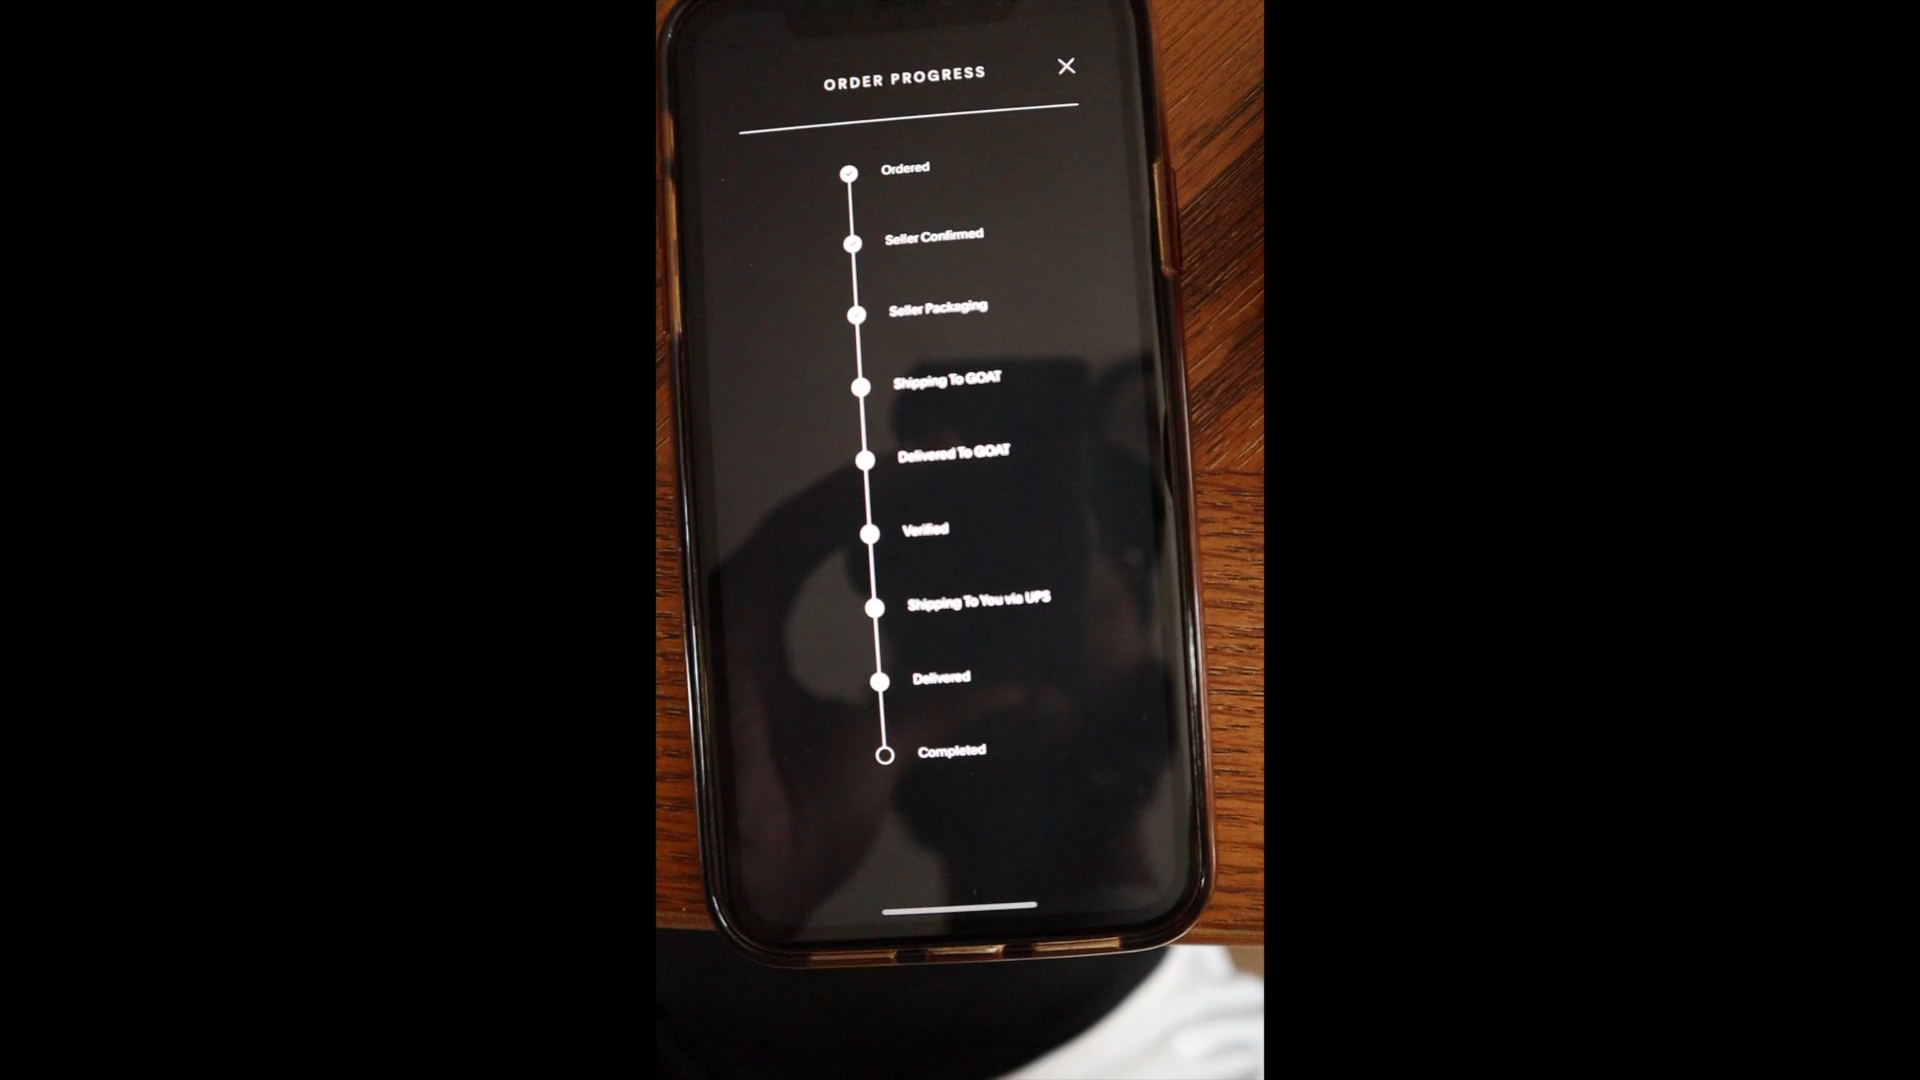 ORDER PROGRESS
Ordered
Seller Confirmed
Seller Packaging
Shipping To GOAT
Delivered To GOAT
Verified
Shipping To You via UPS
Delivered
Completed